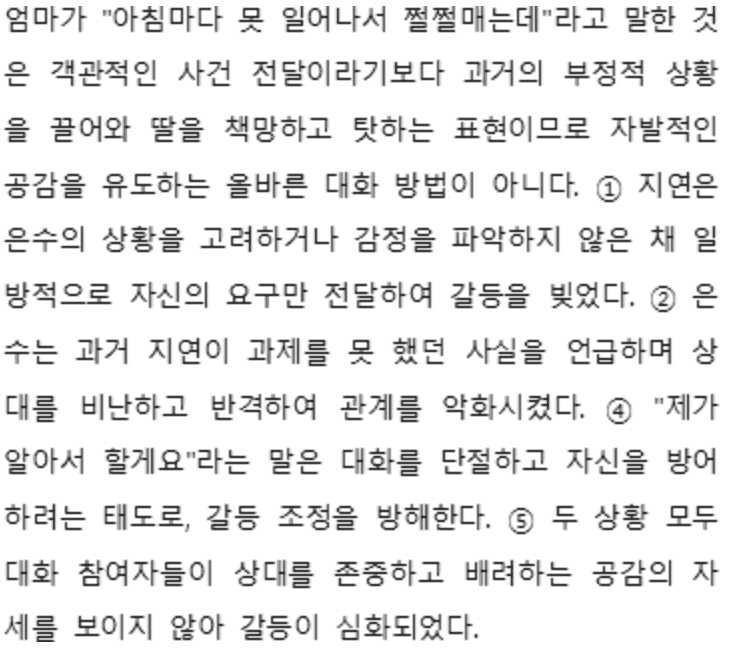 엄마가 "아침마다 못 일어나서 쩔쩔매는데"라고 말한 것
은 객관적인 사건 전달이라기보다 과거의 부정적 상황
을 끌어와 딸을 책망하고 탓하는 표현이므로 자발적인
공감을 유도하는 올바른 대화 방법이 아니다. ① 지연은
은수의 상황을 고려하거나 감정을 파악하지 않은 채 일
방적으로 자신의 요구만 전달하여 갈등을 빚었다. ② 은
수는 과거 지연이 과제를 못 했던 사실을 언급하며 상
대를 비난하고 반격하여 관계를 악화시켰다. ④ "제가
알아서 할게요"라는 말은 대화를 단절하고 자신을 방어
하려는 태도로, 갈등 조정을 방해한다. ⑤ 두 상황 모두
대화 참여자들이 상대를 존중하고 배려하는 공감의 자
세를 보이지 않아 갈등이 심화되었다.